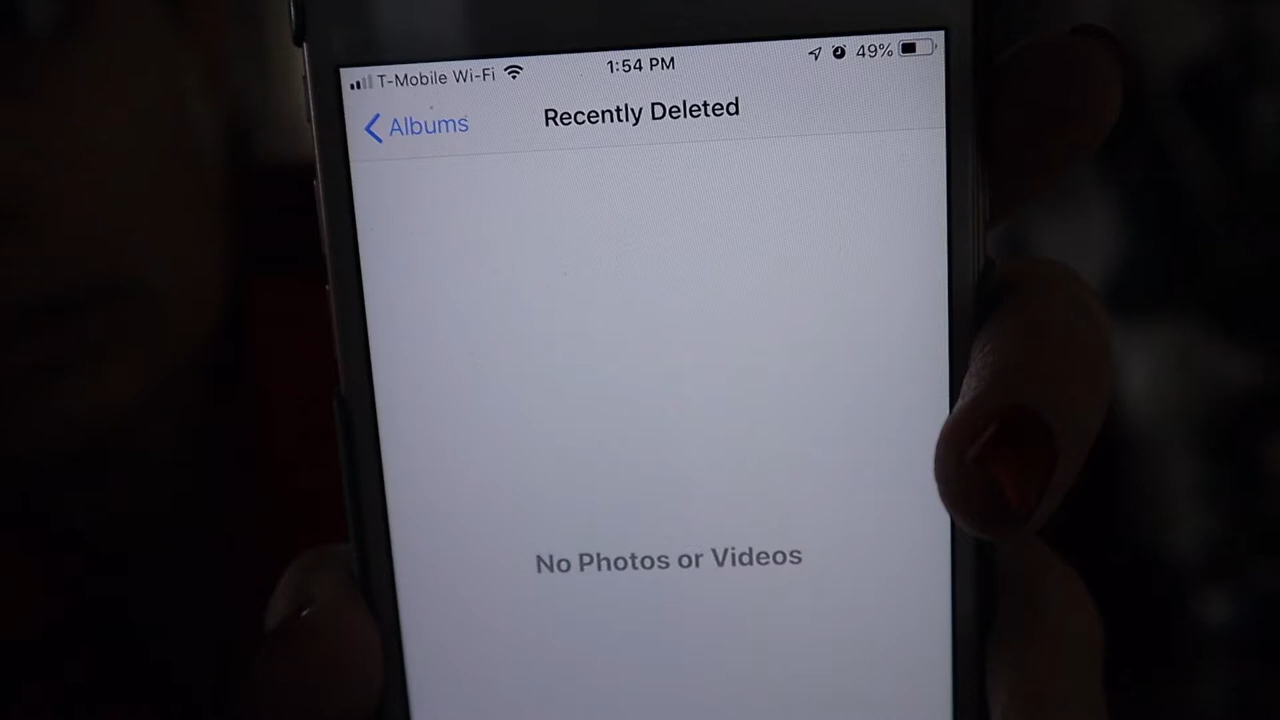 T-Mobile Wi-Fi 1:54 PM 49%
Albums Recently Deleted
No Photos or Videos